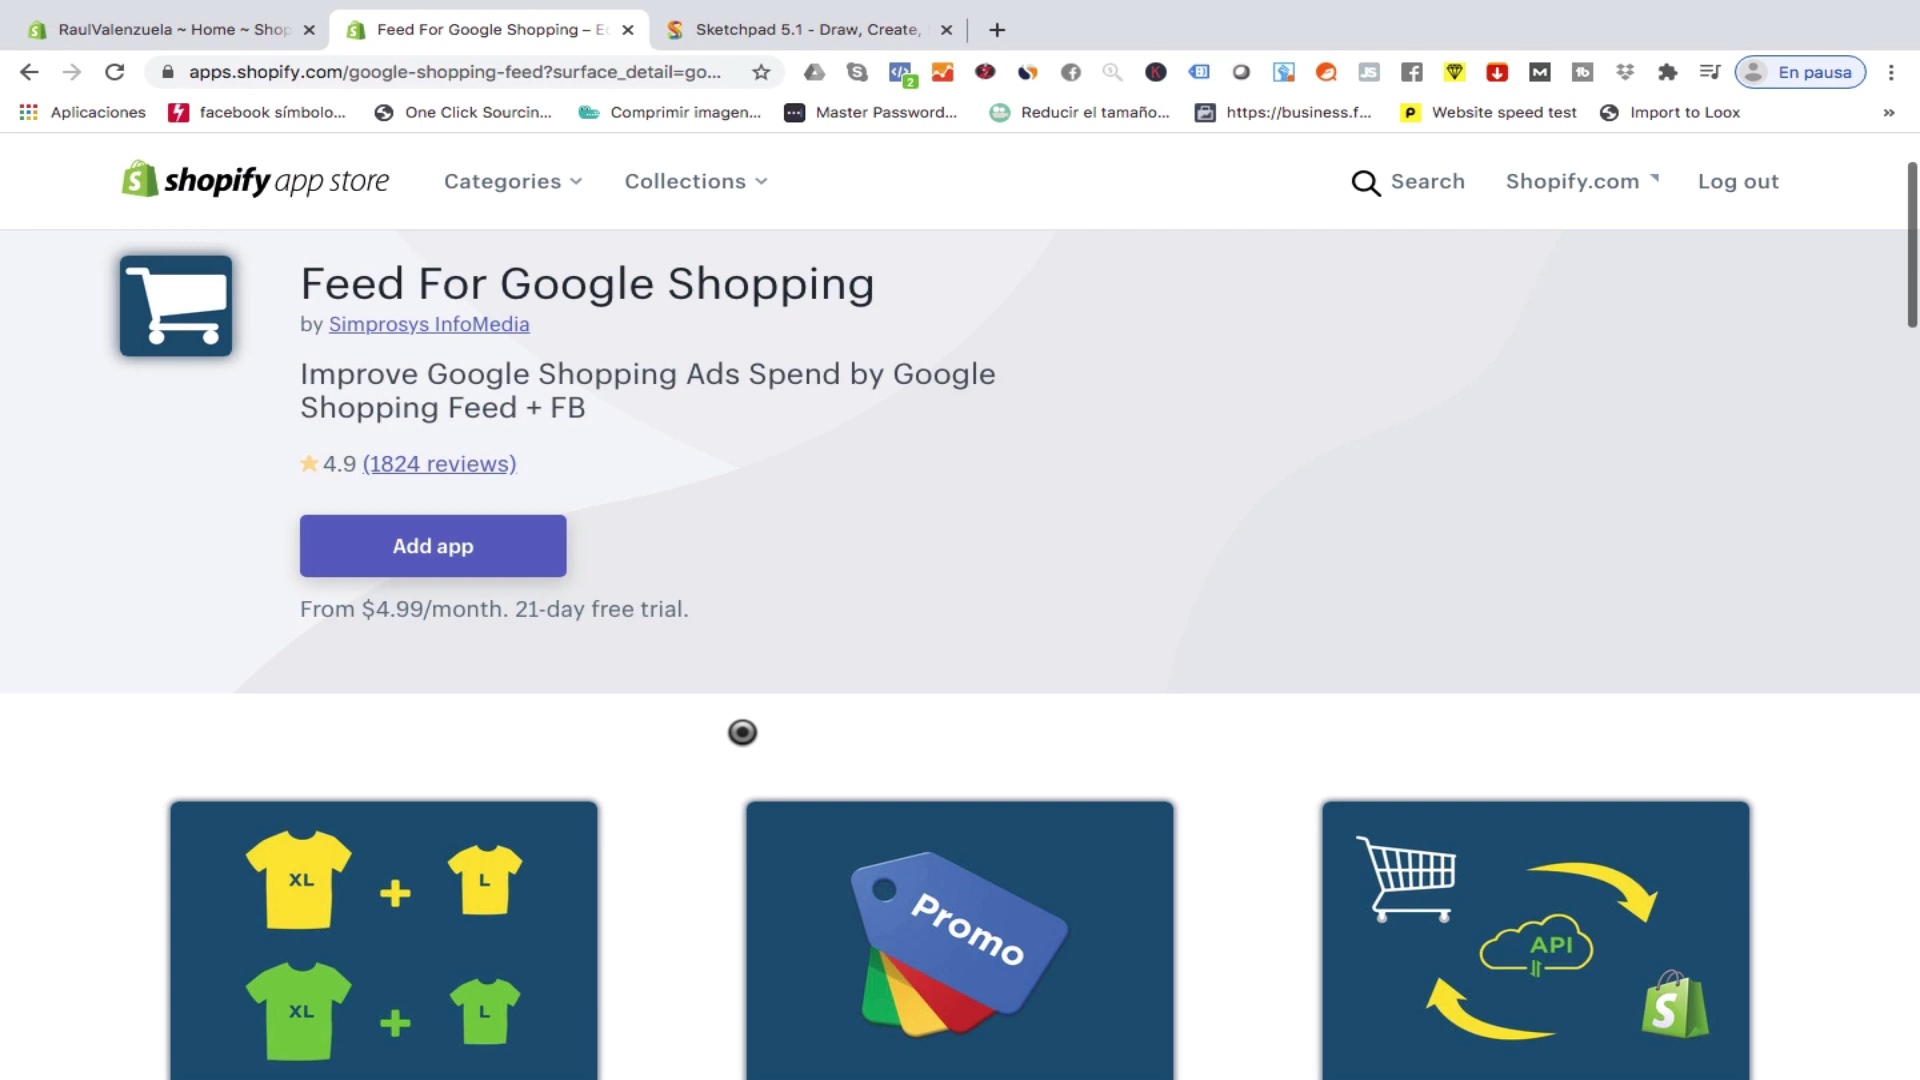 RaulValenzuela ~ Home ~ Shop
Feed For Google Shopping – Ec
Sketchpad 5.1 - Draw, Create,
apps.shopify.com/google-shopping-feed?surface_detail=go...
2
En pausa
Aplicaciones
facebook símbolo...
One Click Sourcin...
Comprimir imagen...
Master Password...
Reducir el tamaño...
https://business.f...
Website speed test
Import to Loox
»
shopify app store
Categories
Collections
Search
Shopify.com
Log out
Feed For Google Shopping
by Simprosys InfoMedia
Improve Google Shopping Ads Spend by Google
Shopping Feed + FB
4.9 (1824 reviews)
Add app
From $4.99/month. 21-day free trial.
XL + L
XL + L
Promo
API
S